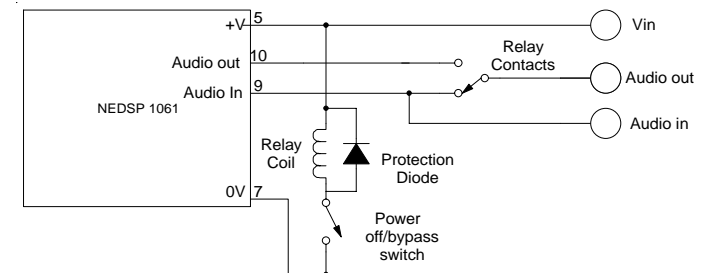 +V 5 Vin
Audio out 10
Relay
Contacts
Audio out
Audio In 9
NEDSP 1061
Audio in
Relay
Coil
Protection
Diode
0V 7
Power
off/bypass
switch